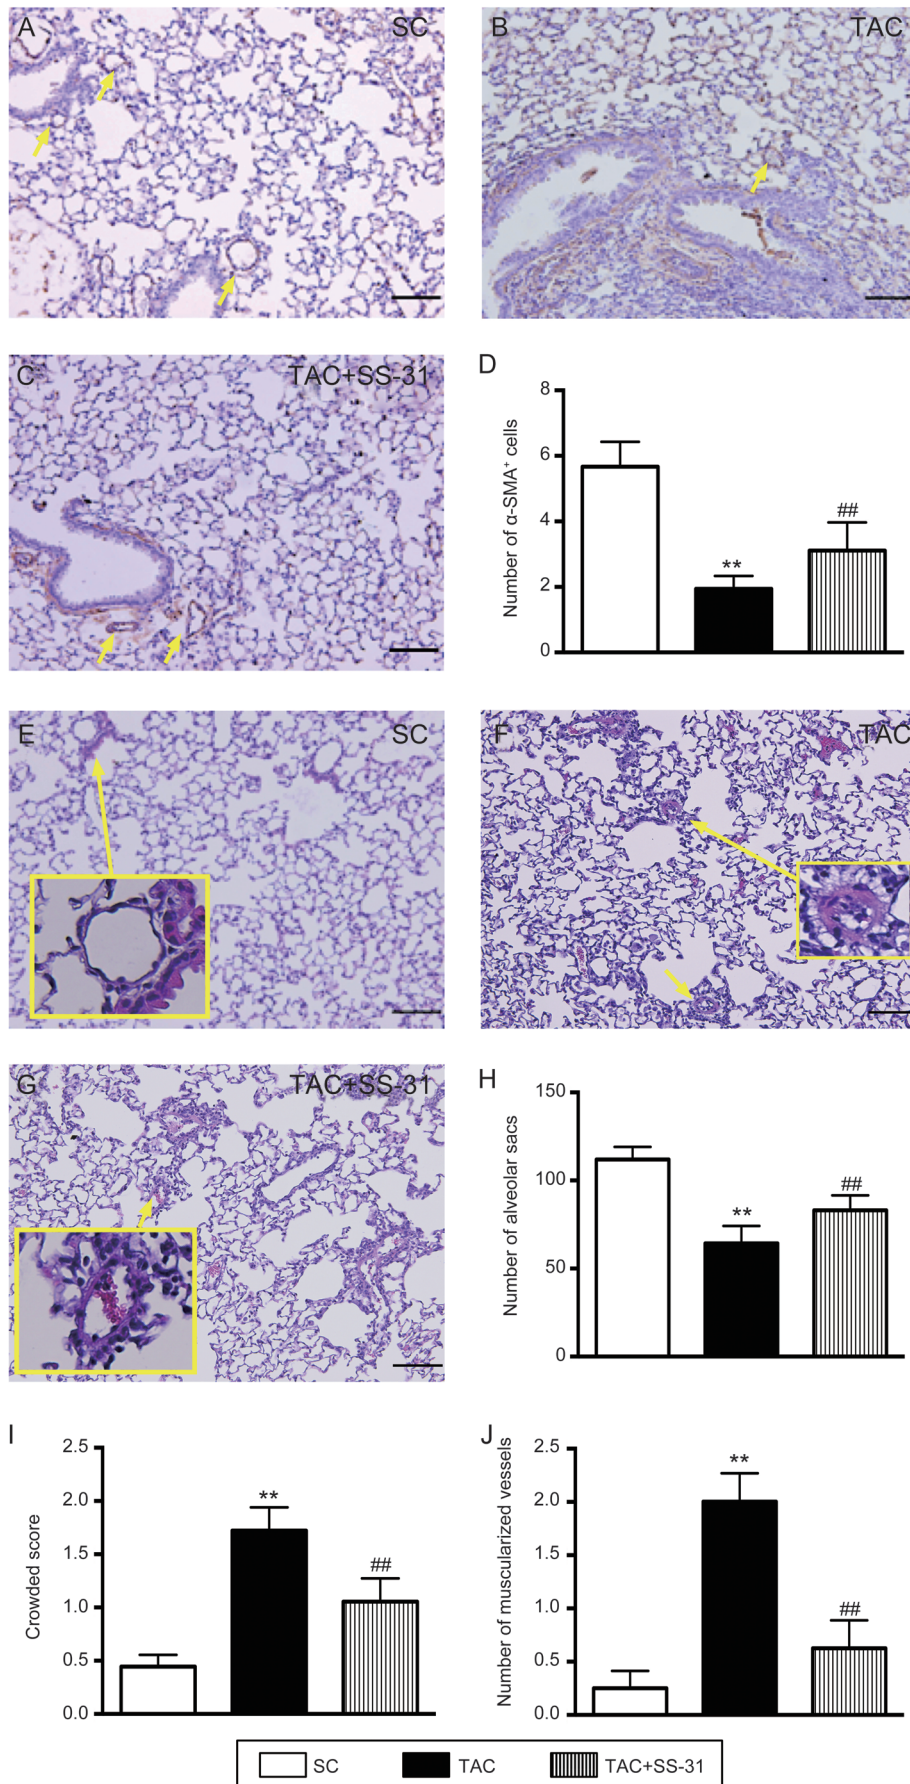 A
SC
B
TAC
C
TAC+SS-31
D
Number of α-SMA⁺ cells
8
6
4
2
0
**
##
E
SC
F
TAC
G
TAC+SS-31
H
Number of alveolar sacs
150
100
50
0
**
##
I
Crowded score
2.5
2.0
1.5
1.0
0.5
0.0
**
##
J
Number of muscularized vessels
2.5
2.0
1.5
1.0
0.5
0.0
**
##
SC
TAC
TAC+SS-31